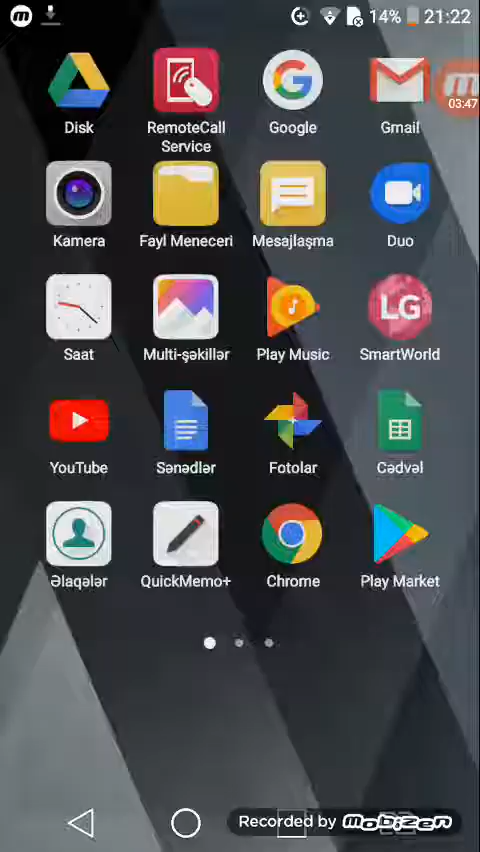 14% 21:22
Disk
RemoteCall
Service
Google
Gmail
03:47
Kamera
Fayl Meneceri
Mesajlaşma
Duo
Saat
Multi-şəkillər
Play Music
LG
SmartWorld
YouTube
Sənədlər
Fotolar
Cədvəl
Əlaqələr
QuickMemo+
Chrome
Play Market
Recorded by MOBIZEN